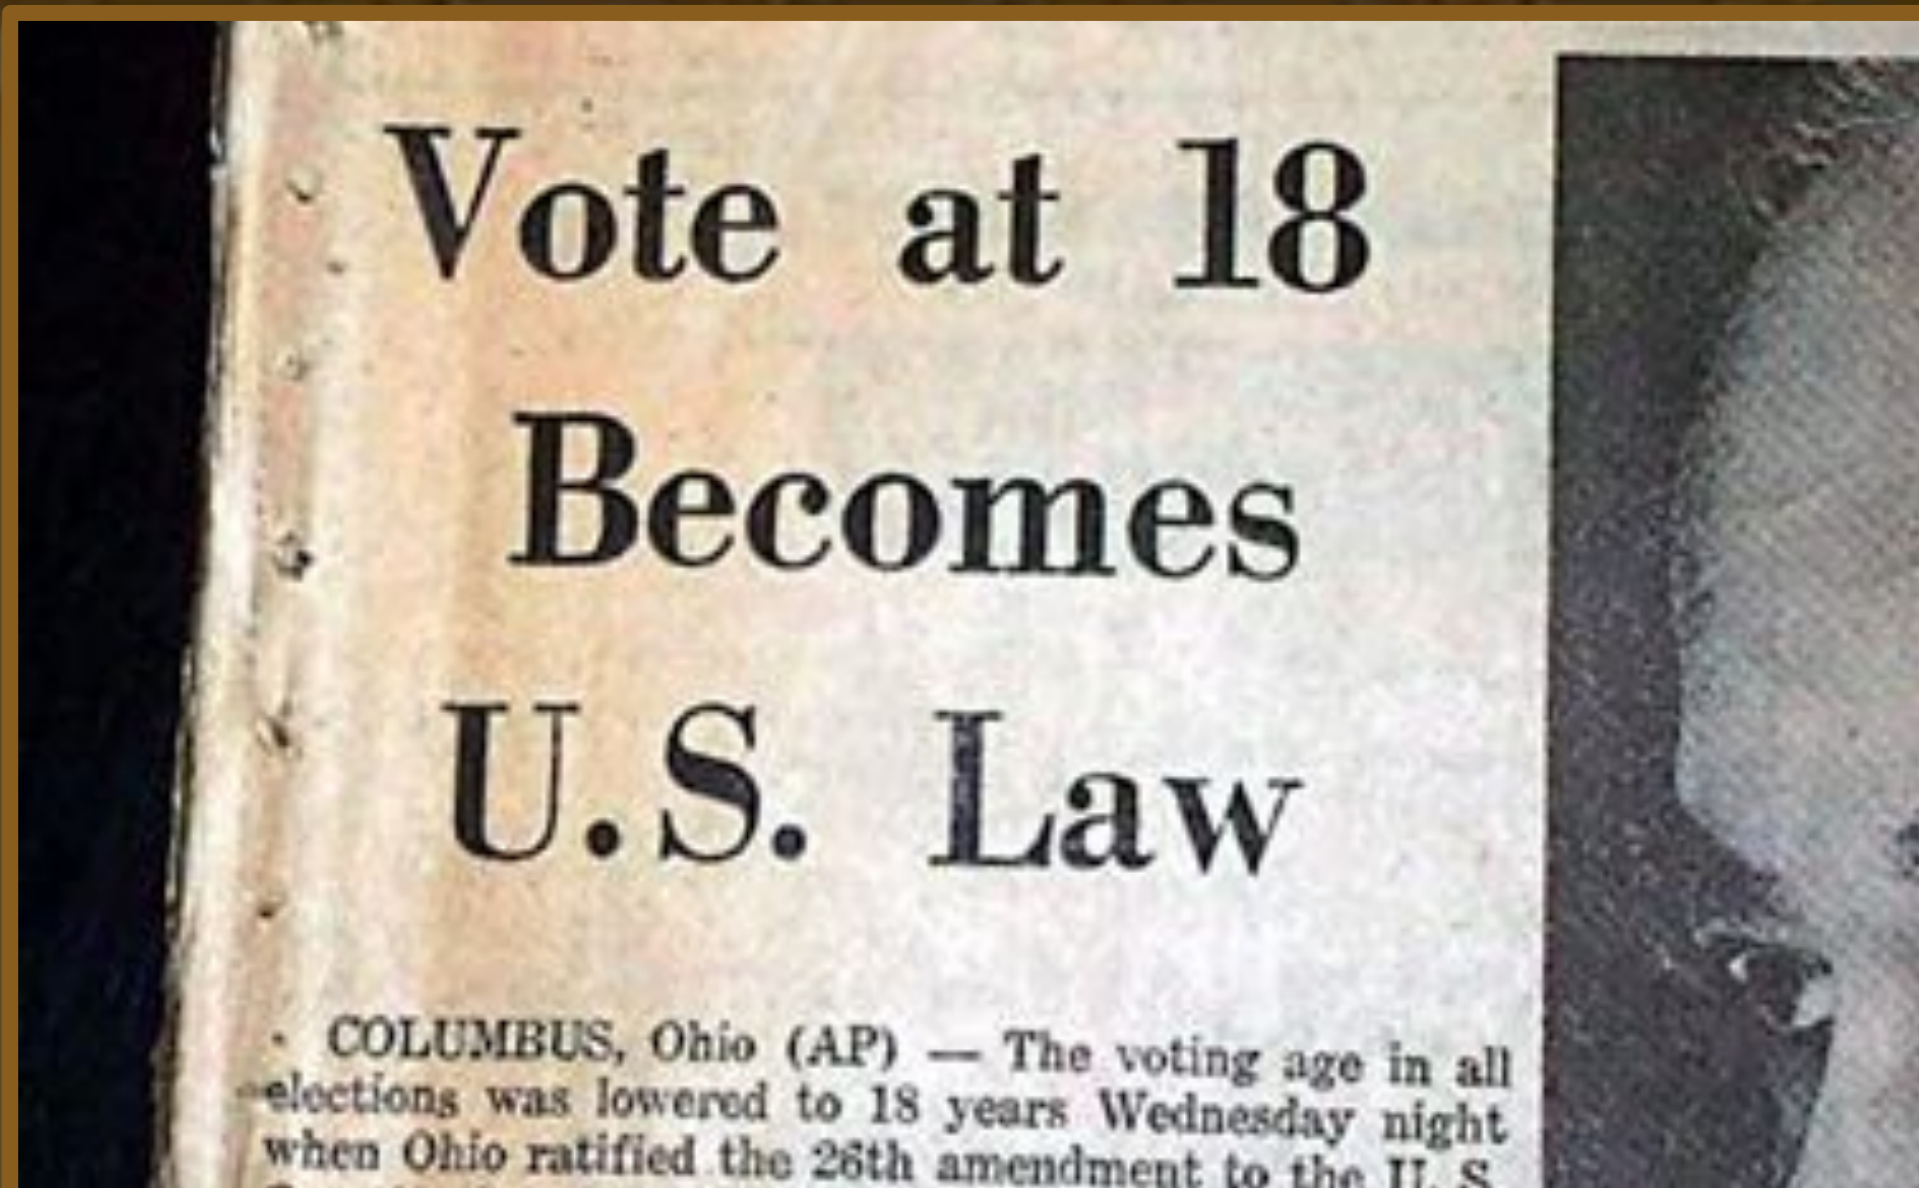 Vote at 18
Becomes
U.S. Law
COLUMBUS, Ohio (AP) — The voting age in all
elections was lowered to 18 years Wednesday night
when Ohio ratified the 26th amendment to the U. S.